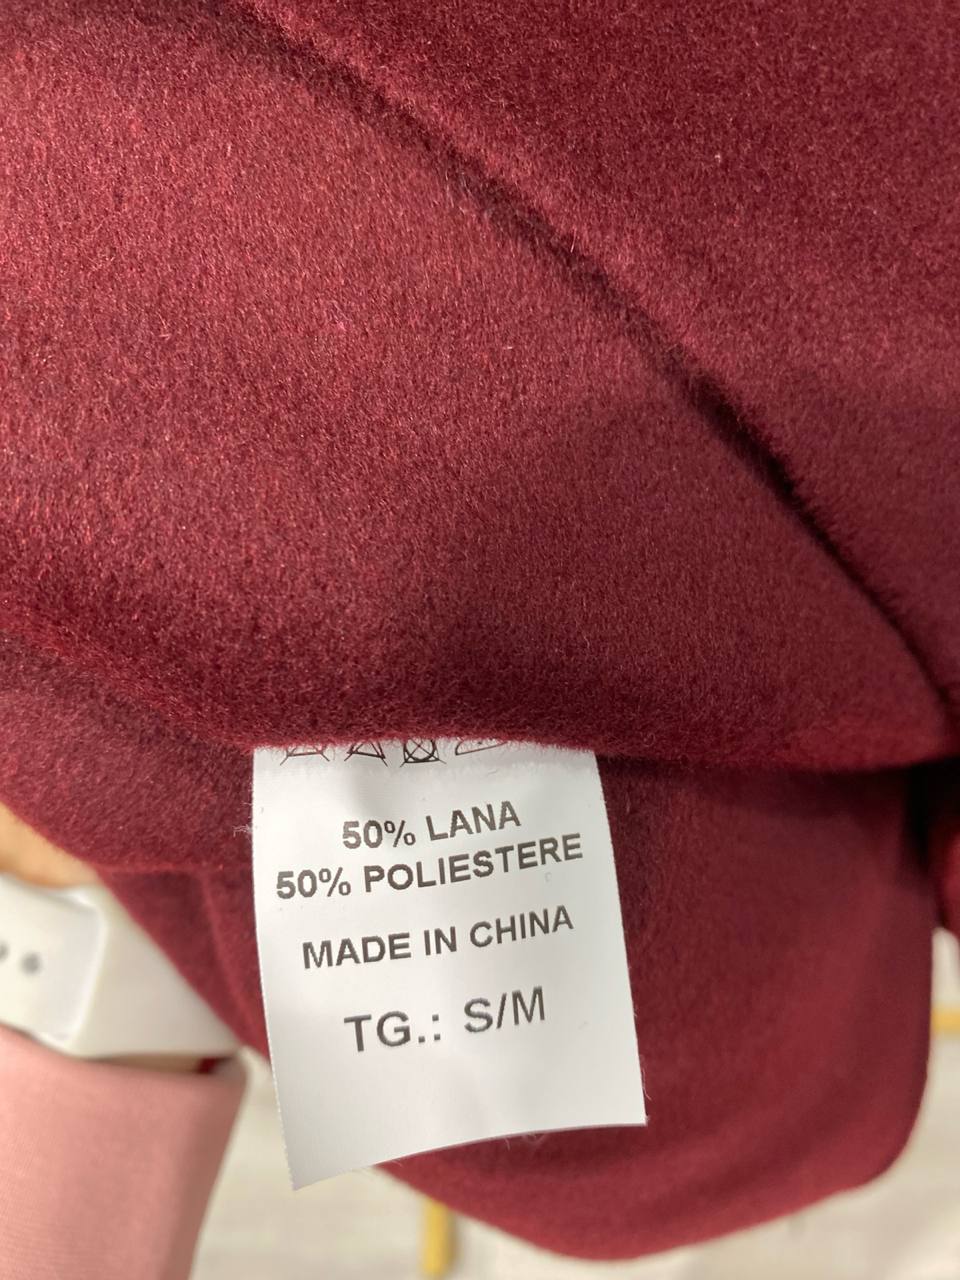 50% LANA
50% POLIESTERE
MADE IN CHINA
TG.: S/M